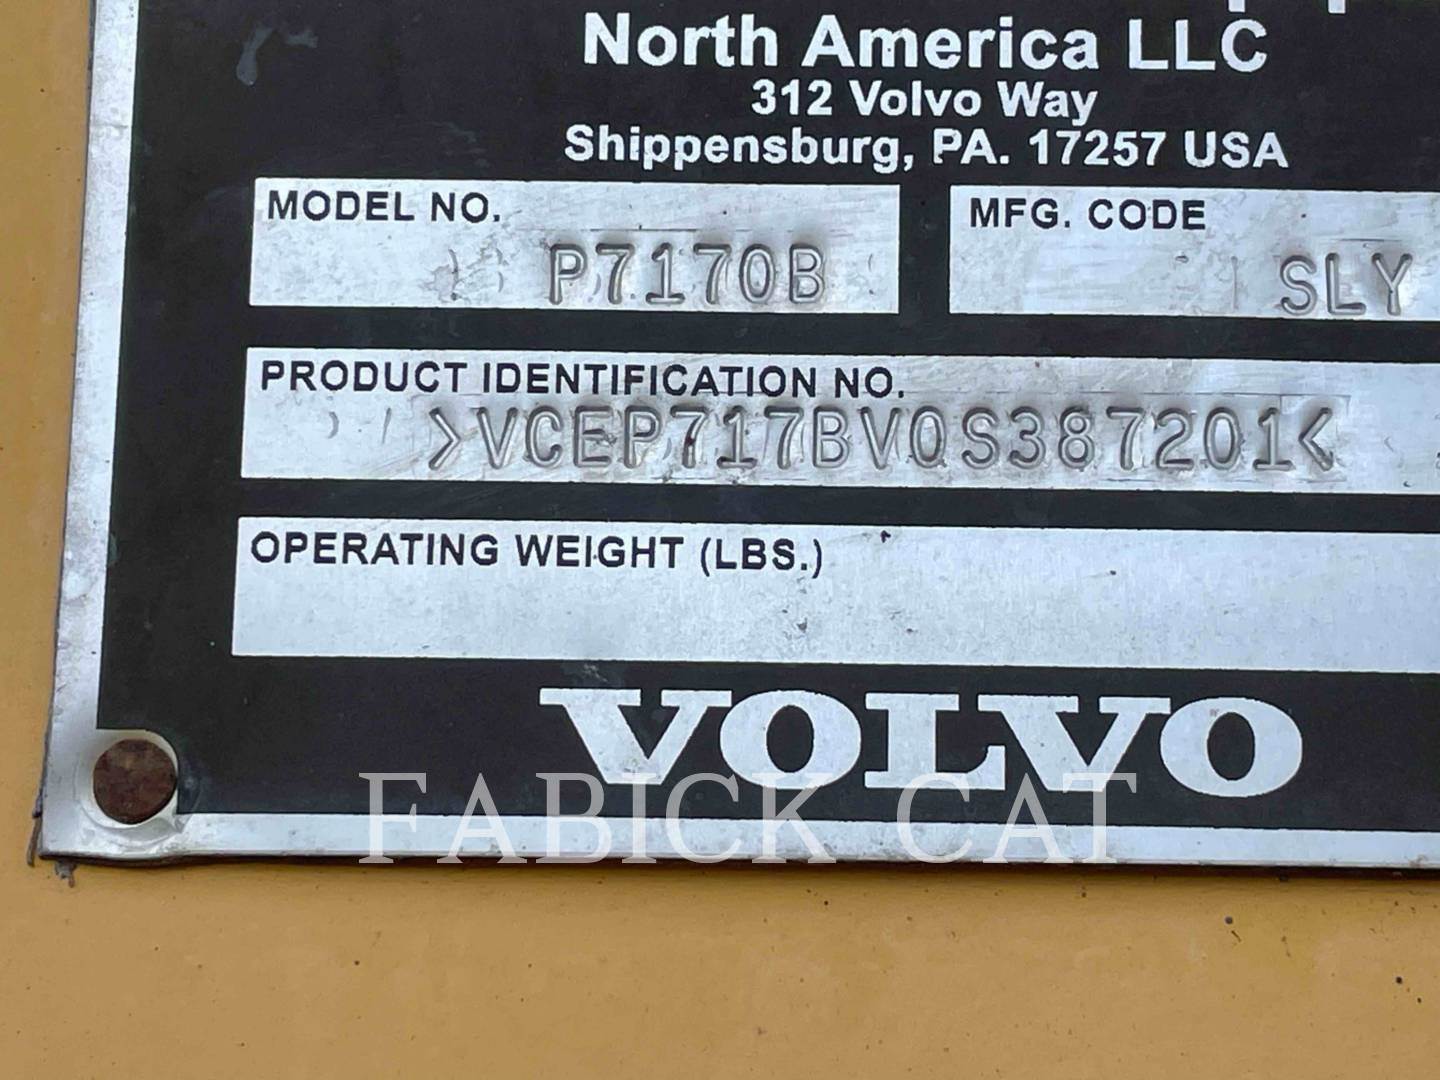 North America LLC
312 Volvo Way
Shippensburg, PA. 17257 USA
MODEL NO. MFG. CODE
P7170B SLY
PRODUCT IDENTIFICATION NO.
>VCEP717BV0S387201<
OPERATING WEIGHT (LBS.)
VOLVO
FABICK CAT